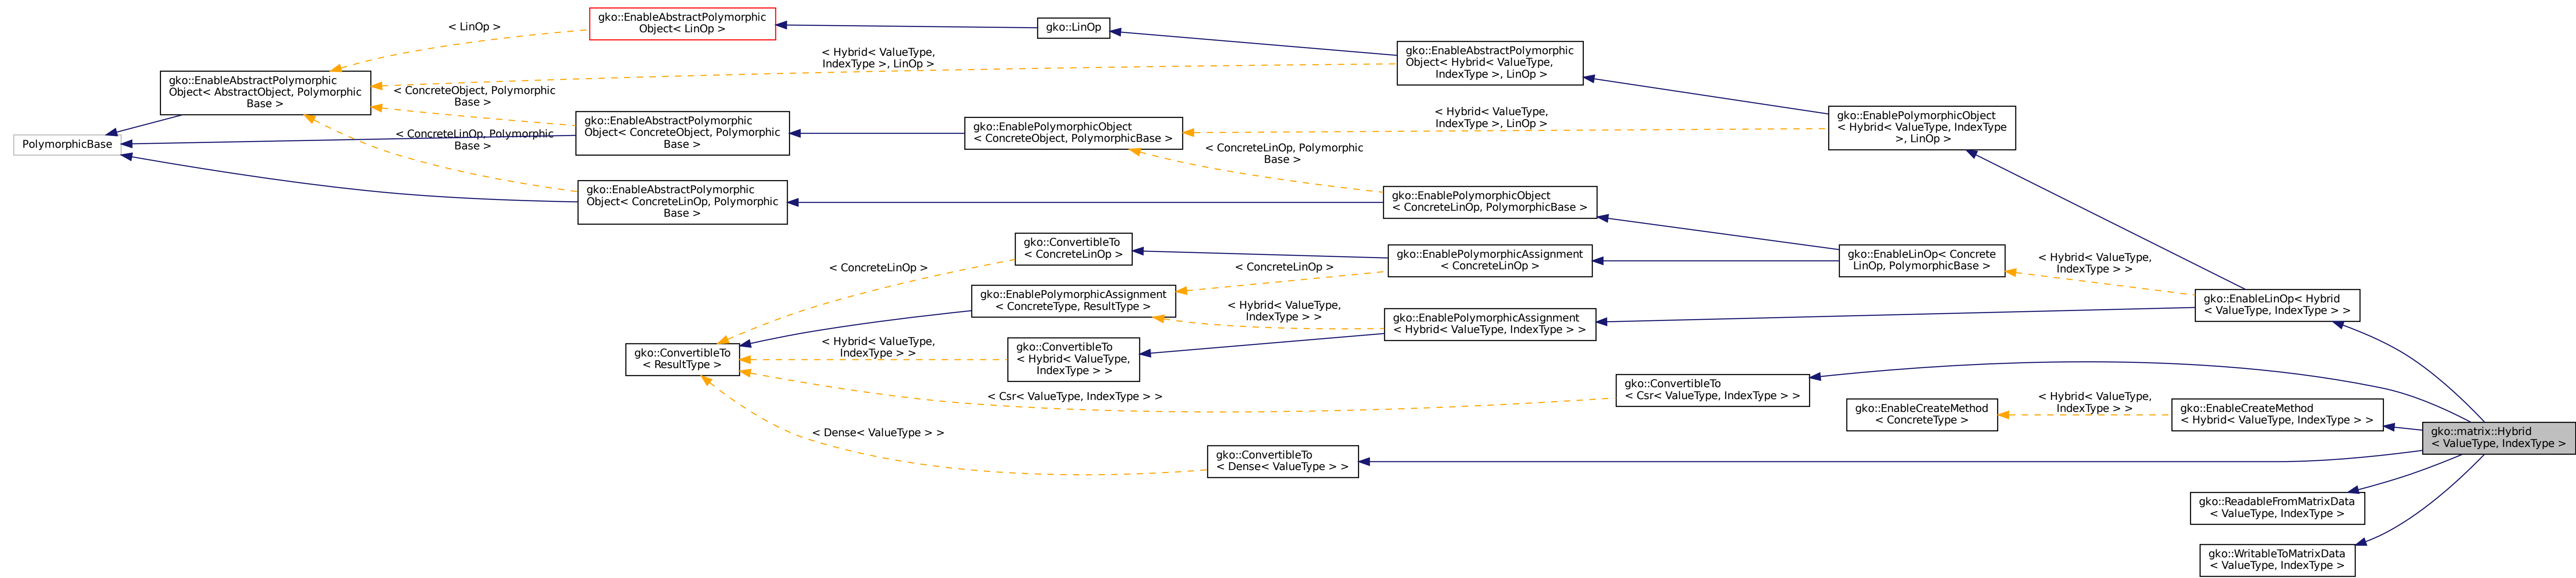 gko::EnableAbstractPolymorphic
Object< LinOp >
< LinOp >
gko::LinOp
< Hybrid< ValueType,
IndexType >, LinOp >
gko::EnableAbstractPolymorphic
Object< Hybrid< ValueType,
IndexType >, LinOp >
gko::EnableAbstractPolymorphic
Object< AbstractObject, Polymorphic
Base >
< ConcreteObject, Polymorphic
Base >
gko::EnableAbstractPolymorphic
Object< ConcreteObject, Polymorphic
Base >
gko::EnablePolymorphicObject
< ConcreteObject, PolymorphicBase >
< Hybrid< ValueType,
IndexType >, LinOp >
gko::EnablePolymorphicObject
< Hybrid< ValueType, IndexType
>, LinOp >
PolymorphicBase
< ConcreteLinOp, Polymorphic
Base >
< ConcreteLinOp, Polymorphic
Base >
gko::EnableAbstractPolymorphic
Object< ConcreteLinOp, Polymorphic
Base >
gko::EnablePolymorphicObject
< ConcreteLinOp, PolymorphicBase >
gko::ConvertibleTo
< ConcreteLinOp >
< ConcreteLinOp >
gko::EnablePolymorphicAssignment
< ConcreteLinOp >
< ConcreteLinOp >
gko::EnableLinOp< Concrete
LinOp, PolymorphicBase >
< Hybrid< ValueType,
IndexType > >
gko::EnablePolymorphicAssignment
< ConcreteType, ResultType >
< Hybrid< ValueType,
IndexType > >
gko::EnablePolymorphicAssignment
< Hybrid< ValueType, IndexType > >
gko::EnableLinOp< Hybrid
< ValueType, IndexType > >
gko::ConvertibleTo
< ResultType >
< Hybrid< ValueType,
IndexType > >
gko::ConvertibleTo
< Hybrid< ValueType,
IndexType > >
< Csr< ValueType, IndexType > >
gko::ConvertibleTo
< Csr< ValueType, IndexType > >
gko::EnableCreateMethod
< ConcreteType >
< Hybrid< ValueType,
IndexType > >
gko::EnableCreateMethod
< Hybrid< ValueType, IndexType > >
< Dense< ValueType > >
gko::ConvertibleTo
< Dense< ValueType > >
gko::matrix::Hybrid
< ValueType, IndexType >
gko::ReadableFromMatrixData
< ValueType, IndexType >
gko::WritableToMatrixData
< ValueType, IndexType >